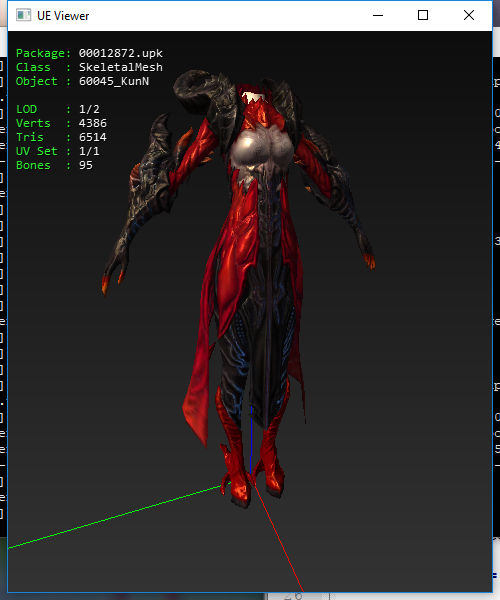 UE Viewer
Package: 00012872.upk
Class : SkeletalMesh
Object : 60045_KunN
LOD : 1/2
Verts : 4386
Tris : 6514
UV Set : 1/1
Bones : 95